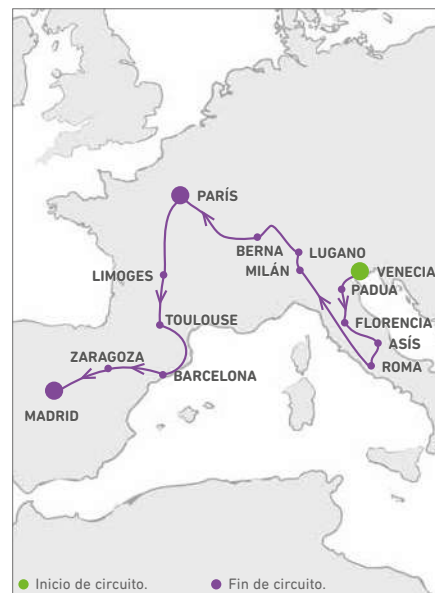 PARÍS
BERNA
LUGANO
MILÁN
VENECIA
LIMOGES
PADUA
TOULOUSE
FLORENCIA
ASÍS
ZARAGOZA
ROMA
BARCELONA
MADRID
Inicio de circuito.
Fin de circuito.